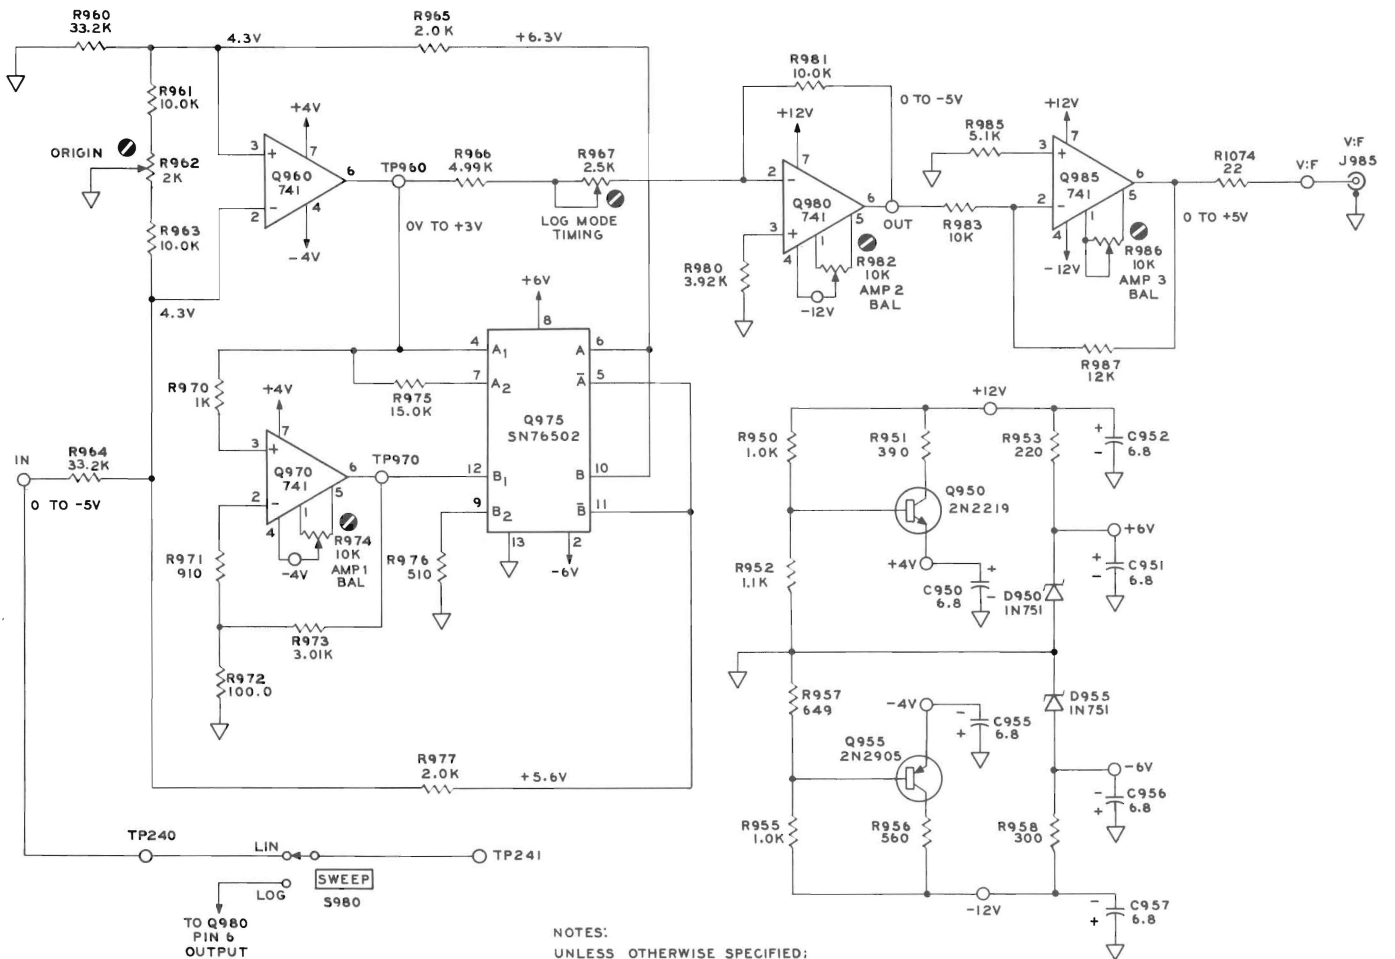 R960
33.2K
4.3V
R965
2.0K
+6.3V
R961
10.0K
ORIGIN
R962
2K
R963
10.0K
4.3V
+4V
7
3
+
Q960
741
6
2
-
4
-4V
TP960
0V TO +3V
R966
4.99K
R967
2.5K
LOG MODE
TIMING
R981
10.0K
0 TO -5V
+12V
7
2
-
Q980
741
6
3
+
4
1
5
OUT
R980
3.92K
-12V
R982
10K
AMP 2
BAL
R985
5.1K
R983
10K
+12V
7
3
+
Q985
741
6
2
-
4
1
5
-12V
R986
10K
AMP 3
BAL
R987
12K
R1074
22
0 TO +5V
V:F
V:F
J985
+6V
8
4
A1
A
6
7
A2
A̅
5
Q975
SN76502
12
B1
B
10
9
B2
B̅
11
13
2
-6V
R970
1K
R975
15.0K
+4V
7
3
+
Q970
741
6
2
-
4
1
5
TP970
-4V
R974
10K
AMP 1
BAL
R971
910
R973
3.01K
R972
100.0
R976
510
IN
R964
33.2K
0 TO -5V
R977
2.0K
+5.6V
TP240
LIN
TP241
LOG
SWEEP
S980
TO Q980
PIN 6
OUTPUT
+12V
R950
1.0K
R951
390
R953
220
+
-
C952
6.8
Q950
2N2219
+6V
R952
1.1K
+4V
C950
6.8
+
-
D950
1N751
+
-
C951
6.8
R957
649
-4V
-
+
C955
6.8
D955
1N751
Q955
2N2905
-6V
-
+
C956
6.8
R955
1.0K
R956
560
R958
300
-12V
-
+
C957
6.8
NOTES:
UNLESS OTHERWISE SPECIFIED: